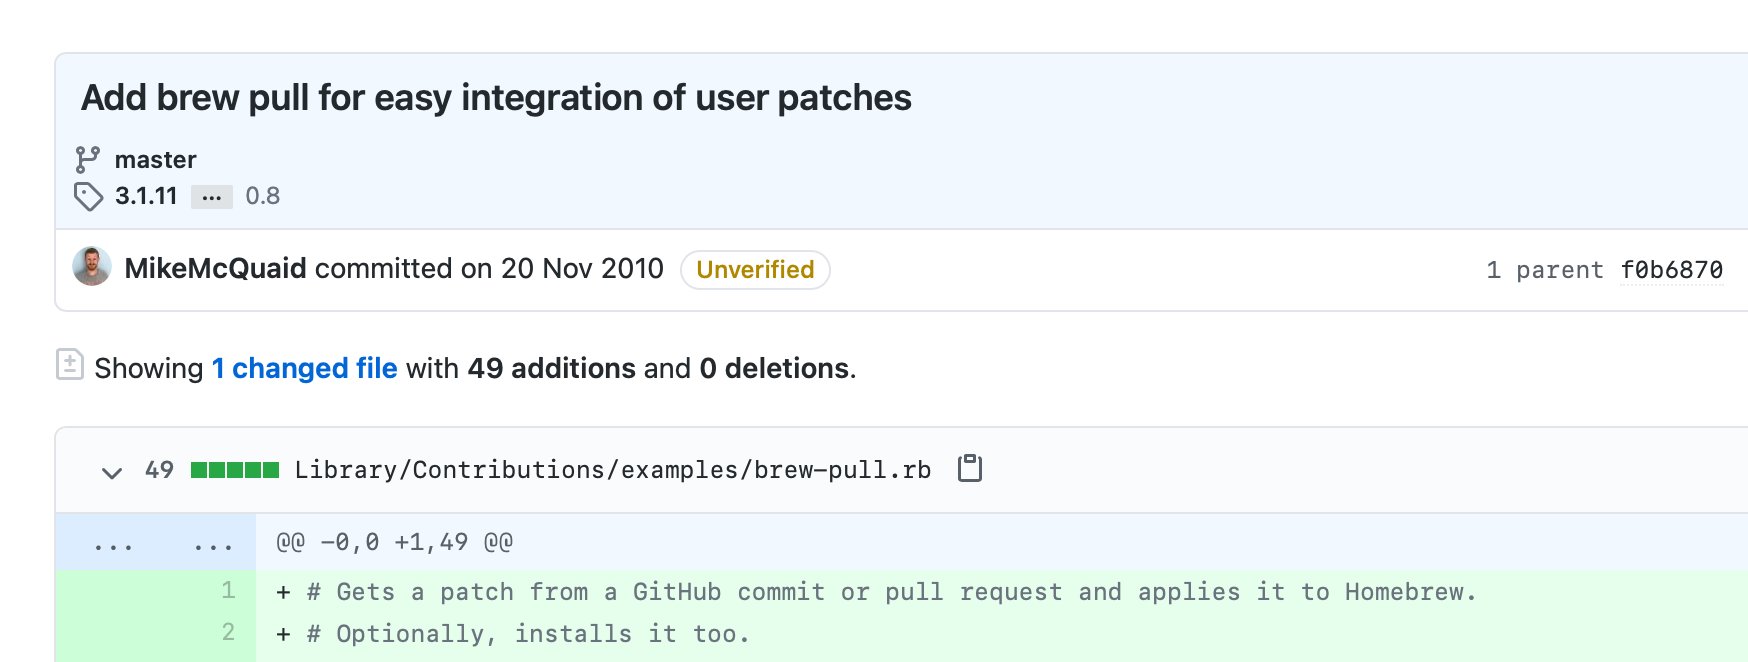 Add brew pull for easy integration of user patches
master
3.1.11 ... 0.8
MikeMcQuaid committed on 20 Nov 2010 Unverified 1 parent f0b6870
Showing 1 changed file with 49 additions and 0 deletions.
49 Library/Contributions/examples/brew-pull.rb
... ... @@ -0,0 +1,49 @@
1 + # Gets a patch from a GitHub commit or pull request and applies it to Homebrew.
2 + # Optionally, installs it too.